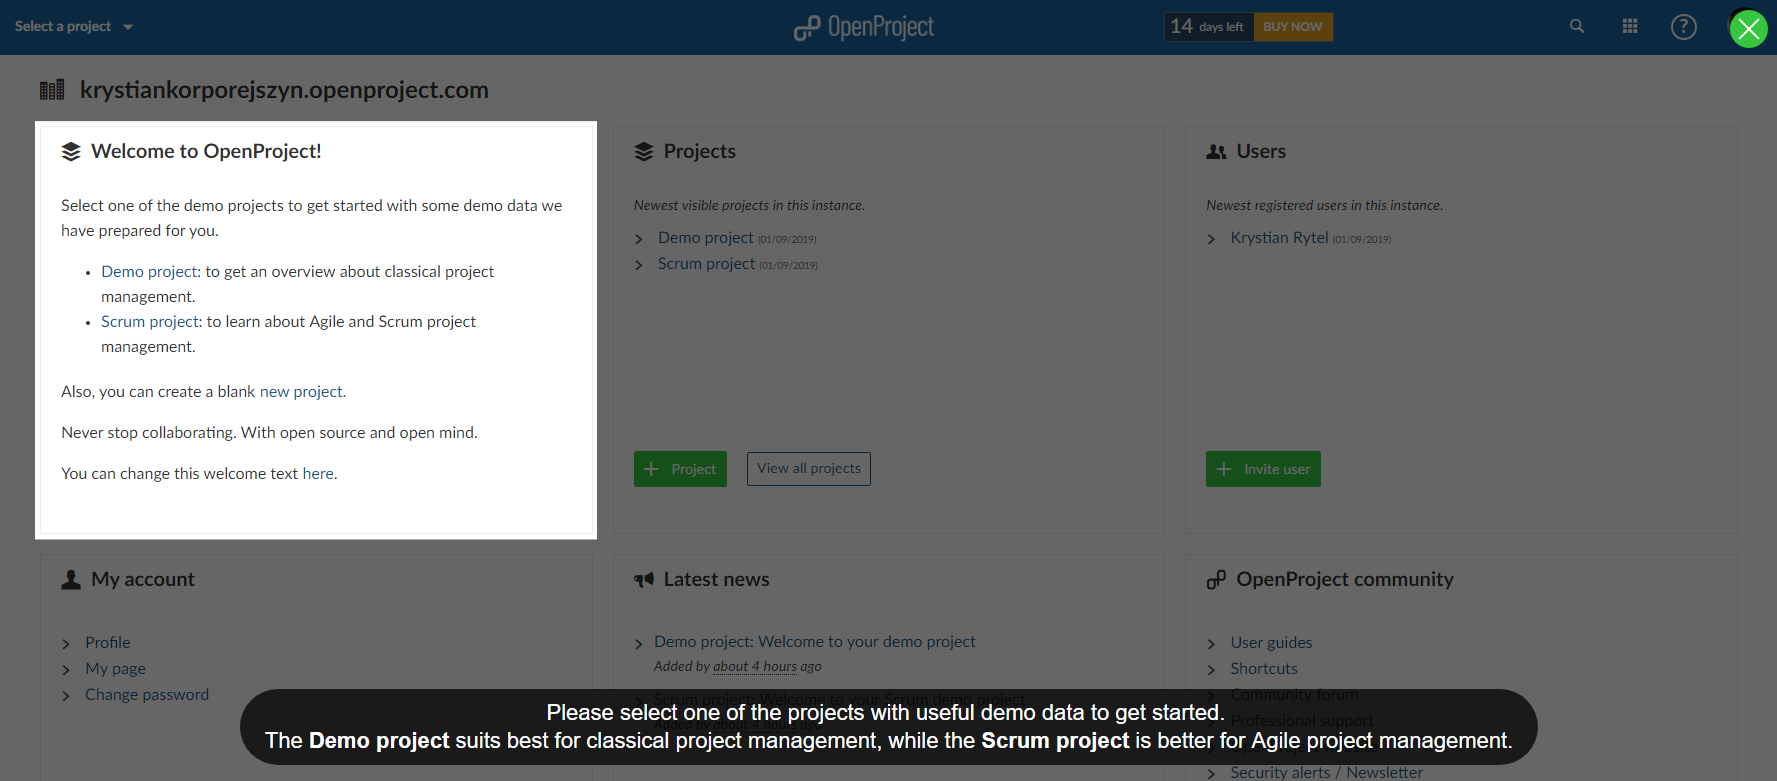 Select a project
OpenProject
14 days left BUY NOW
?
krystiankorporejszyn.openproject.com
Welcome to OpenProject!
Select one of the demo projects to get started with some demo data we
have prepared for you.
• Demo project: to get an overview about classical project
management.
• Scrum project: to learn about Agile and Scrum project
management.
Also, you can create a blank new project.
Never stop collaborating. With open source and open mind.
You can change this welcome text here.
Projects
Newest visible projects in this instance.
Demo project (01/09/2019)
Scrum project (01/09/2019)
+ Project
View all projects
Users
Newest registered users in this instance.
Krystian Rytel (01/09/2019)
+ Invite user
My account
Profile
My page
Change password
Latest news
Demo project: Welcome to your demo project
Added by about 4 hours ago
Scrum project: Welcome to your Scrum demo project
Added by about 4 hours ago
OpenProject community
User guides
Shortcuts
Community forum
Professional support
Security alerts / Newsletter
Please select one of the projects with useful demo data to get started.
The Demo project suits best for classical project management, while the Scrum project is better for Agile project management.